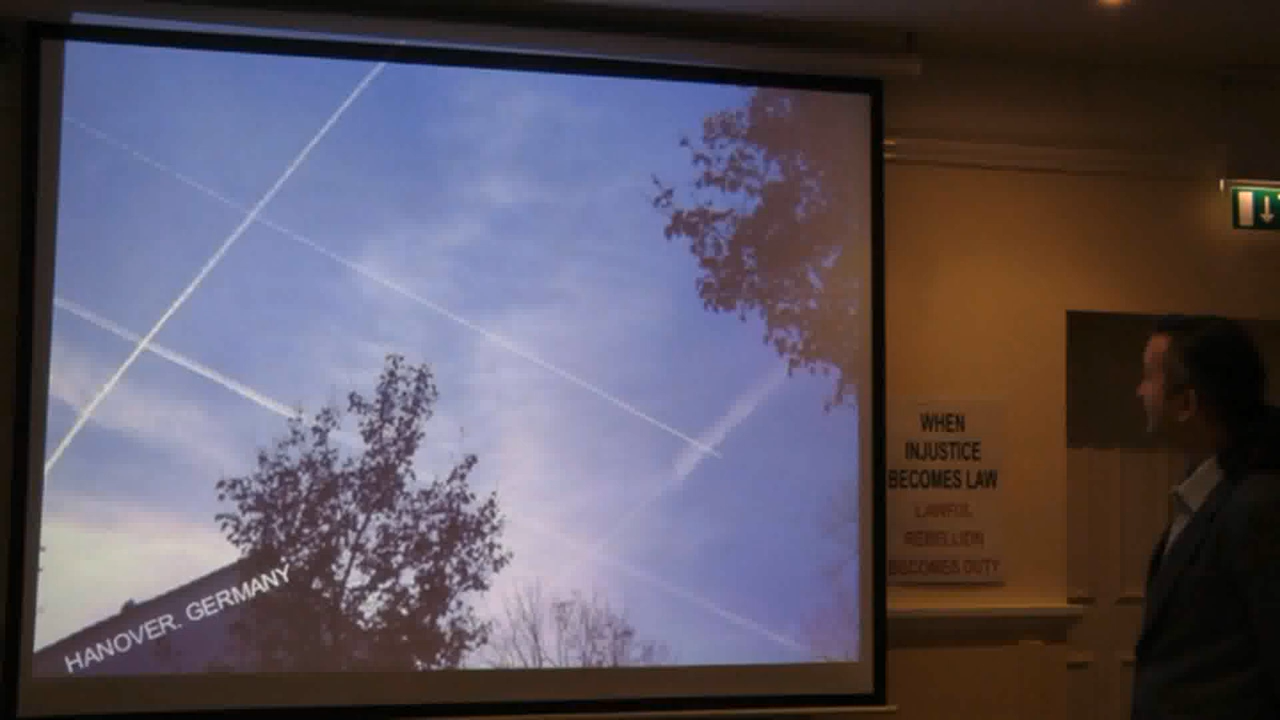 HANOVER. GERMANY
WHEN
INJUSTICE
BECOMES LAW
LAWFUL
REBELLION
BECOMES DUTY